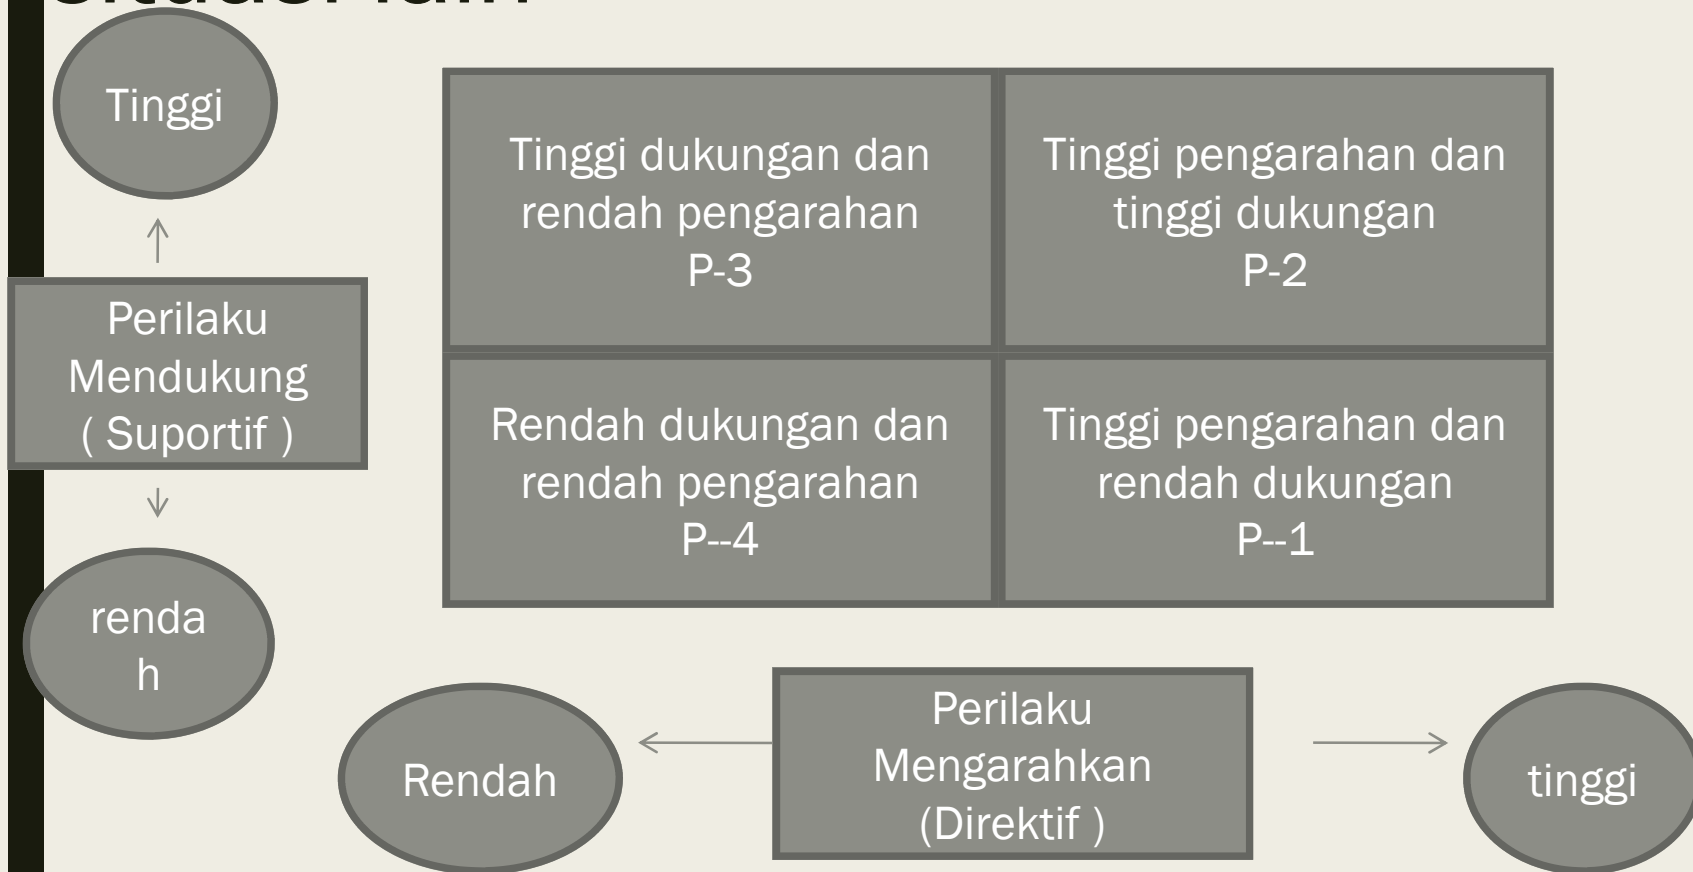 Tinggi
Tinggi dukungan dan
rendah pengarahan
P-3
Tinggi pengarahan dan
tinggi dukungan
P-2
Perilaku
Mendukung
( Suportif )
Rendah dukungan dan
rendah pengarahan
P--4
Tinggi pengarahan dan
rendah dukungan
P--1
renda
h
Rendah
Perilaku
Mengarahkan
(Direktif )
tinggi